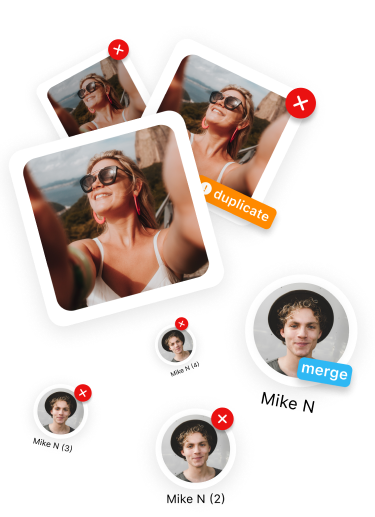 duplicate
merge
Mike N (4)
Mike N
Mike N (3)
Mike N (2)